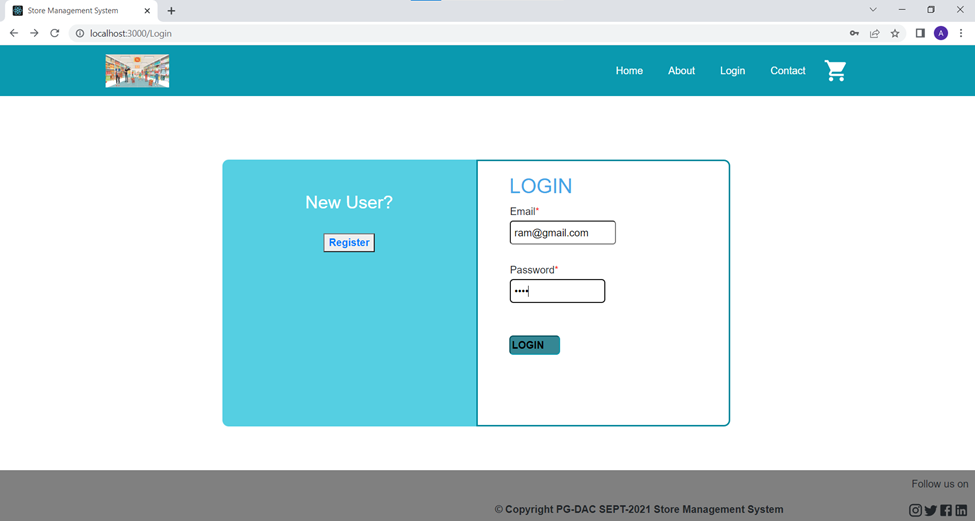 Store Management System
localhost:3000/Login
A
Home About Login Contact
New User?
Register
LOGIN
Email*
ram@gmail.com
Password*
••••
LOGIN
Follow us on
© Copyright PG-DAC SEPT-2021 Store Management System